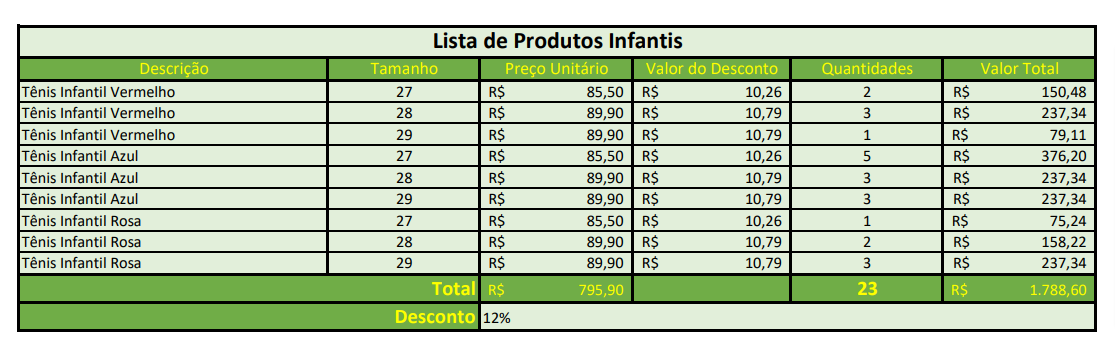 Lista de Produtos Infantis
Descrição Tamanho Preço Unitário Valor do Desconto Quantidades Valor Total
Tênis Infantil Vermelho 27 R$ 85,50 R$ 10,26 2 R$ 150,48
Tênis Infantil Vermelho 28 R$ 89,90 R$ 10,79 3 R$ 237,34
Tênis Infantil Vermelho 29 R$ 89,90 R$ 10,79 1 R$ 79,11
Tênis Infantil Azul 27 R$ 85,50 R$ 10,26 5 R$ 376,20
Tênis Infantil Azul 28 R$ 89,90 R$ 10,79 3 R$ 237,34
Tênis Infantil Azul 29 R$ 89,90 R$ 10,79 3 R$ 237,34
Tênis Infantil Rosa 27 R$ 85,50 R$ 10,26 1 R$ 75,24
Tênis Infantil Rosa 28 R$ 89,90 R$ 10,79 2 R$ 158,22
Tênis Infantil Rosa 29 R$ 89,90 R$ 10,79 3 R$ 237,34
Total R$ 795,90 23 R$ 1.788,60
Desconto 12%